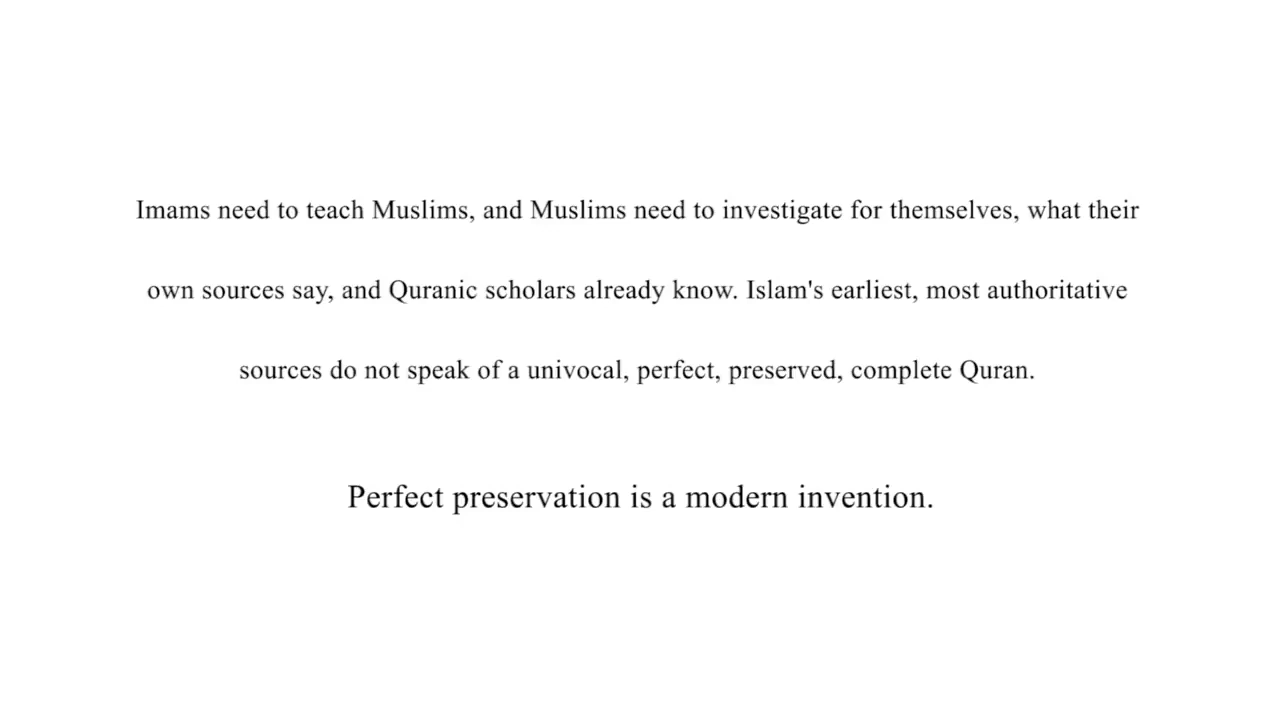 Imams need to teach Muslims, and Muslims need to investigate for themselves, what their
own sources say, and Quranic scholars already know. Islam's earliest, most authoritative
sources do not speak of a univocal, perfect, preserved, complete Quran.
Perfect preservation is a modern invention.